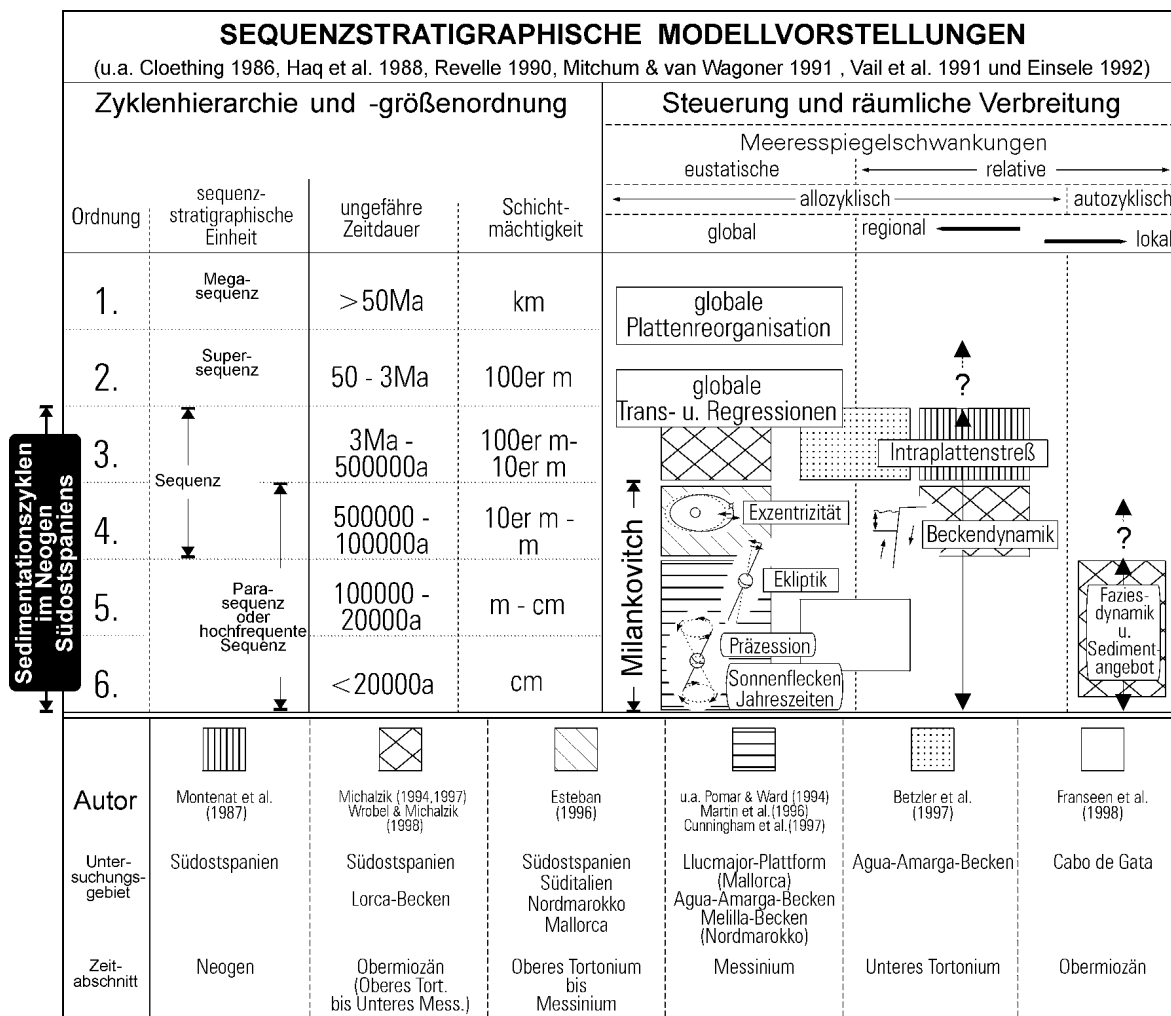 SEQUENZSTRATIGRAPHISCHE MODELLVORSTELLUNGEN
(u.a. Cloething 1986, Haq et al. 1988, Revelle 1990, Mitchum & van Wagoner 1991 , Vail et al. 1991 und Einsele 1992)
Zyklenhierarchie und -größenordnung
Steuerung und räumliche Verbreitung
Meeresspiegelschwankungen
eustatische
relative
allozyklisch
autozyklisch
global
regional
lokal
Ordnung
sequenz-
stratigraphische
Einheit
ungefähre
Zeitdauer
Schicht-
mächtigkeit
1.
Mega-
sequenz
>50Ma
km
globale
Plattenreorganisation
2.
Super-
sequenz
50 - 3Ma
100er m
globale
Trans- u. Regressionen
?
3.
Sequenz
3Ma -
500000a
100er m-
10er m
Intraplattenstreß
4.
500000 -
100000a
10er m -
m
Exzentrizität
Beckendynamik
?
5.
Para-
sequenz
oder
hochfrequente
Sequenz
100000 -
20000a
m - cm
Ekliptik
6.
<20000a
cm
Präzession
Sonnenflecken
Jahreszeiten
Milankovitch
Fazies-
dynamik
u.
Sediment-
angebot
Sedimentationszyklen
im Neogen
Südostspaniens
Autor
Montenat et al.
(1987)
Michalzik (1994,1997)
Wrobel & Michalzik
(1998)
Esteban
(1996)
u.a. Pomar & Ward (1994)
Martin et al.(1996)
Cunningham et al.(1997)
Betzler et al.
(1997)
Franseen et al.
(1998)
Unter-
suchungs-
gebiet
Südostspanien
Südostspanien
Lorca-Becken
Südostspanien
Süditalien
Nordmarokko
Mallorca
Llucmajor-Plattform
(Mallorca)
Agua-Amarga-Becken
Melilla-Becken
(Nordmarokko)
Agua-Amarga-Becken
Cabo de Gata
Zeit-
abschnitt
Neogen
Obermiozän
(Oberes Tort.
bis Unteres Mess.)
Oberes Tortonium
bis
Messinium
Messinium
Unteres Tortonium
Obermiozän